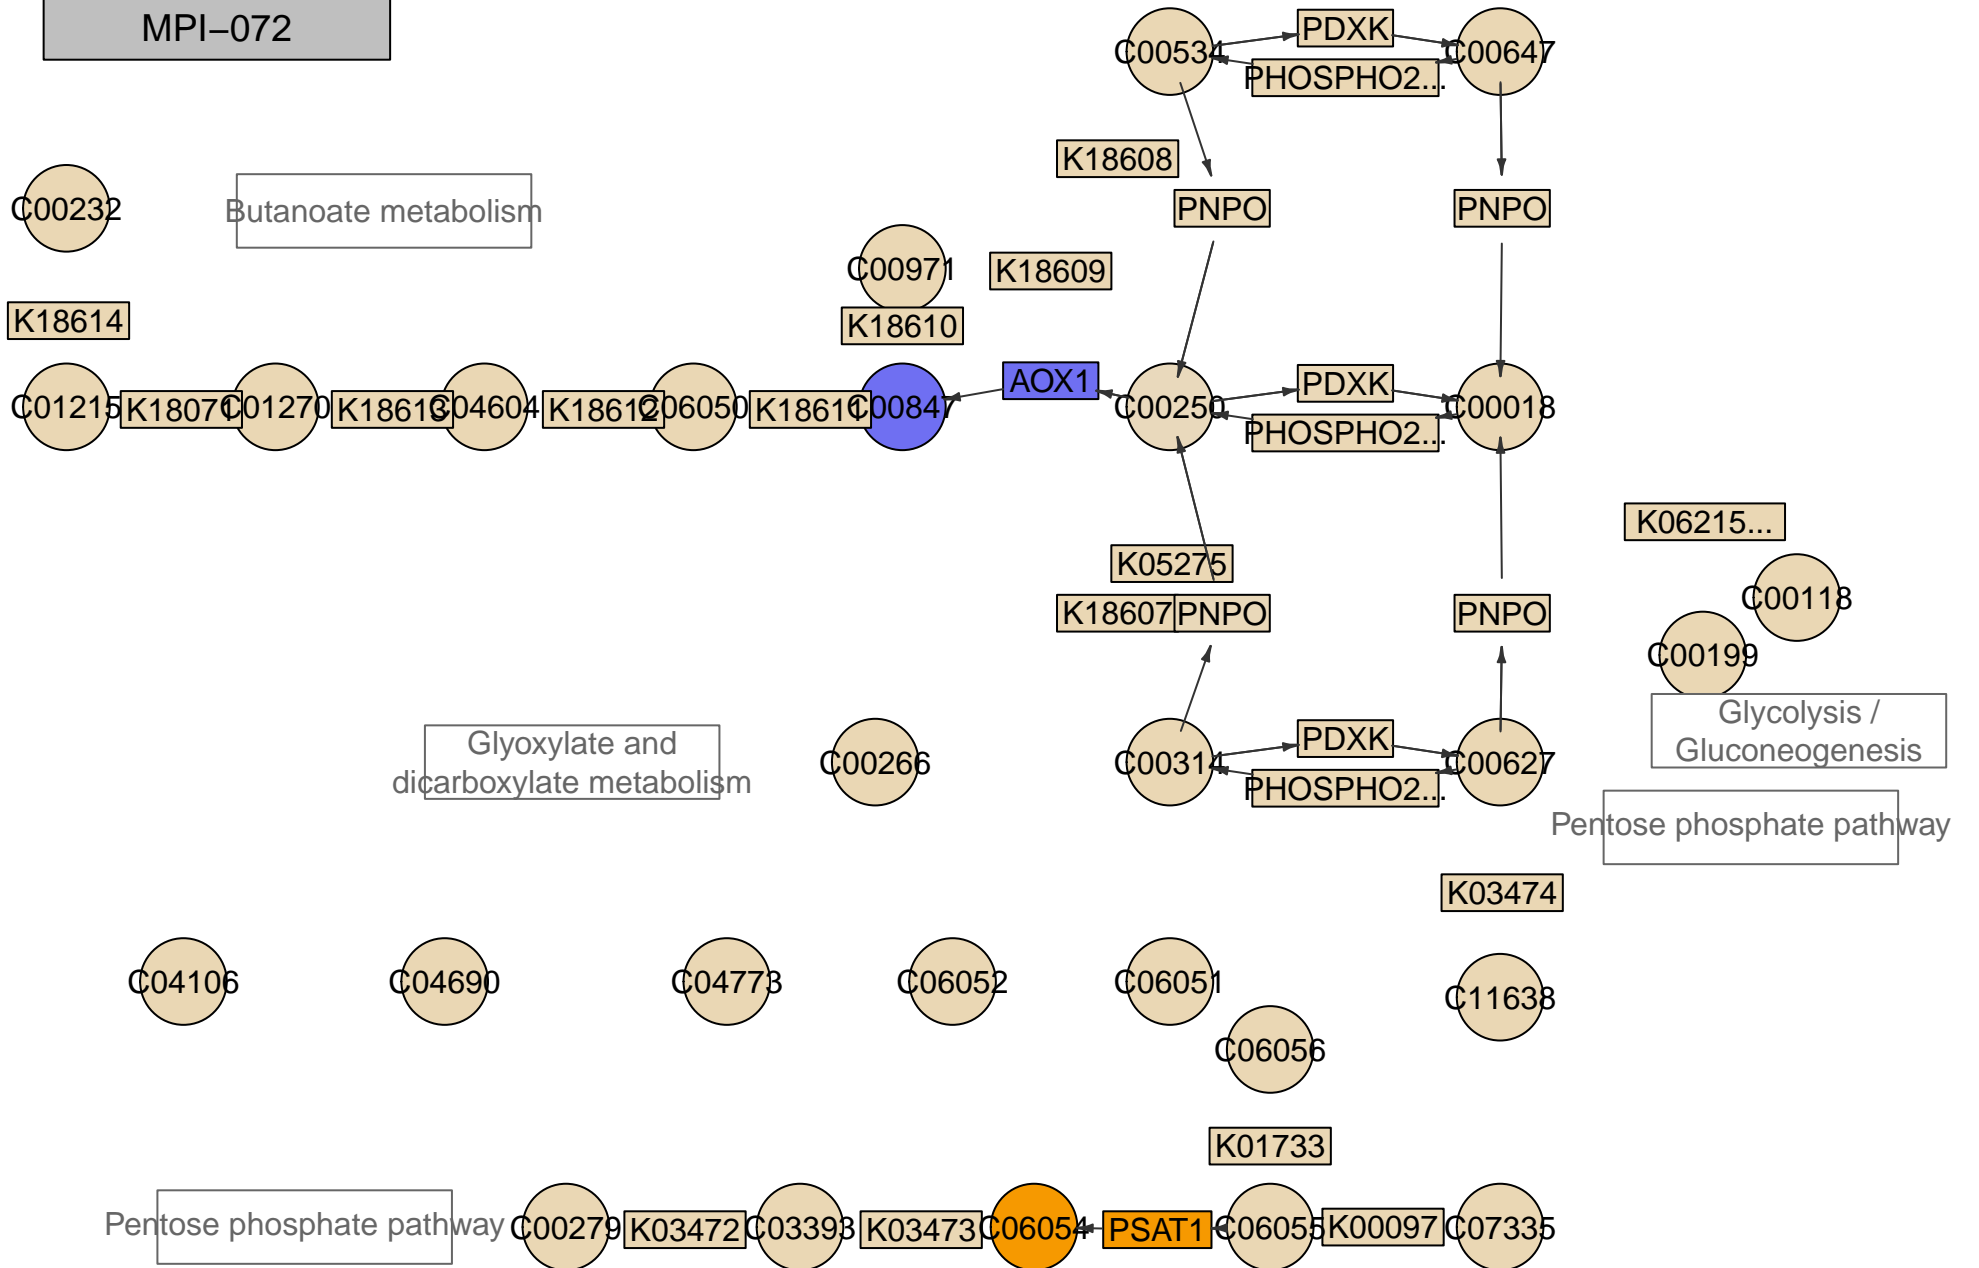 MPI−072
C00534
PDXK
C00647
PHOSPHO2...
K18608
C00232
Butanoate metabolism
PNPO
PNPO
C00971
K18609
K18614
K18610
C01215
K18071
C01270
K18613
C04604
K18612
C06050
K18611
C00847
AOX1
C00250
PDXK
PHOSPHO2...
C00018
K06215...
K05275
K18607
PNPO
PNPO
C00118
C00199
Glyoxylate and
dicarboxylate metabolism
C00266
C00314
PDXK
PHOSPHO2...
C00627
Glycolysis /
Gluconeogenesis
Pentose phosphate pathway
K03474
C04106
C04690
C04773
C06052
C06051
C11638
C06056
K01733
Pentose phosphate pathway
C00279
K03472
C03393
K03473
C06054
PSAT1
C06055
K00097
C07335